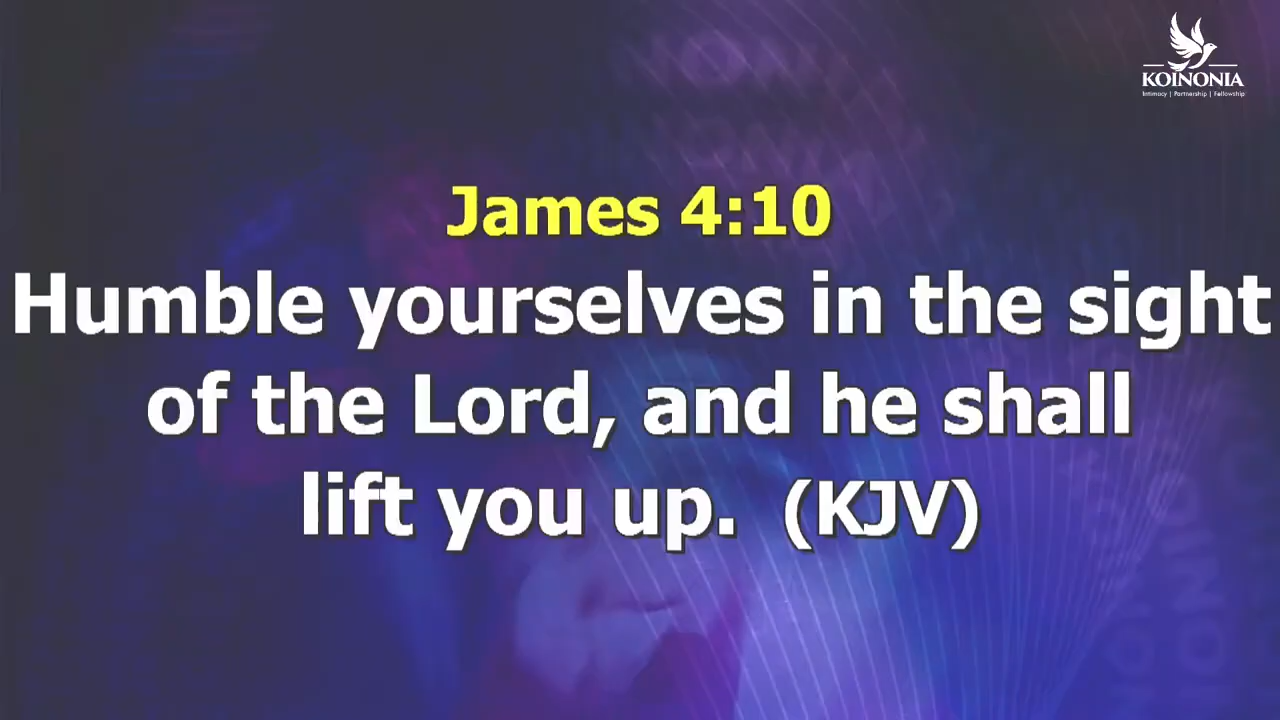 KOINONIA
Intimacy | Partnership | Fellowship
James 4:10
Humble yourselves in the sight
of the Lord, and he shall
lift you up. (KJV)